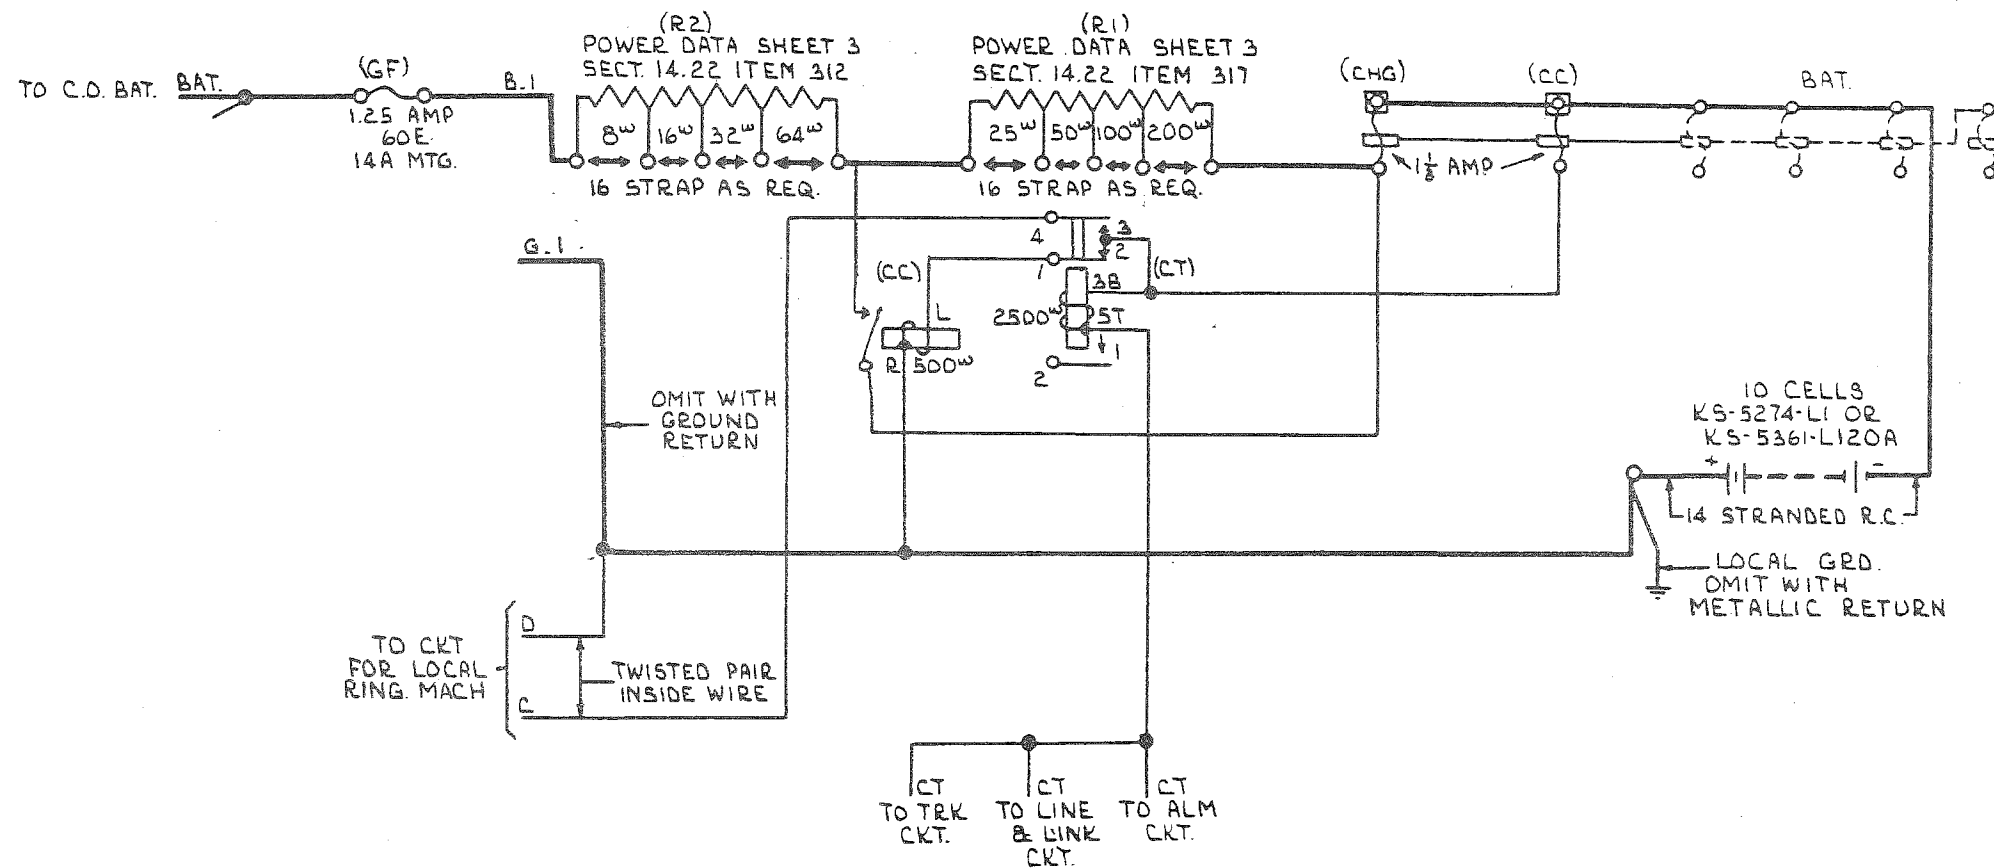 (R2)
POWER DATA SHEET 3
SECT. 14.22 ITEM 312
(R1)
POWER DATA SHEET 3
SECT. 14.22 ITEM 317
(CHG)
(CC)
BAT.
TO C.O. BAT.
BAT.
(GF)
1.25 AMP
60E.
14A MTG.
B.1
8ω 16ω 32ω 64ω
16 STRAP AS REQ.
25ω 50ω 100ω 200ω
16 STRAP AS REQ.
1 1/3 AMP
G.1
4
3
2
1
(CC)
(CT)
3B
L
2500ω
5T
R 500ω
1
2
OMIT WITH
GROUND
RETURN
10 CELLS
KS-5274-L1 OR
KS-5361-L120A
+
-
14 STRANDED R.C.
LOCAL GRD.
OMIT WITH
METALLIC RETURN
TO CKT
FOR LOCAL
RING. MACH
D
TWISTED PAIR
INSIDE WIRE
C
CT
TO TRK
CKT.
CT
TO LINE
& LINK
CKT.
CT
TO ALM
CKT.